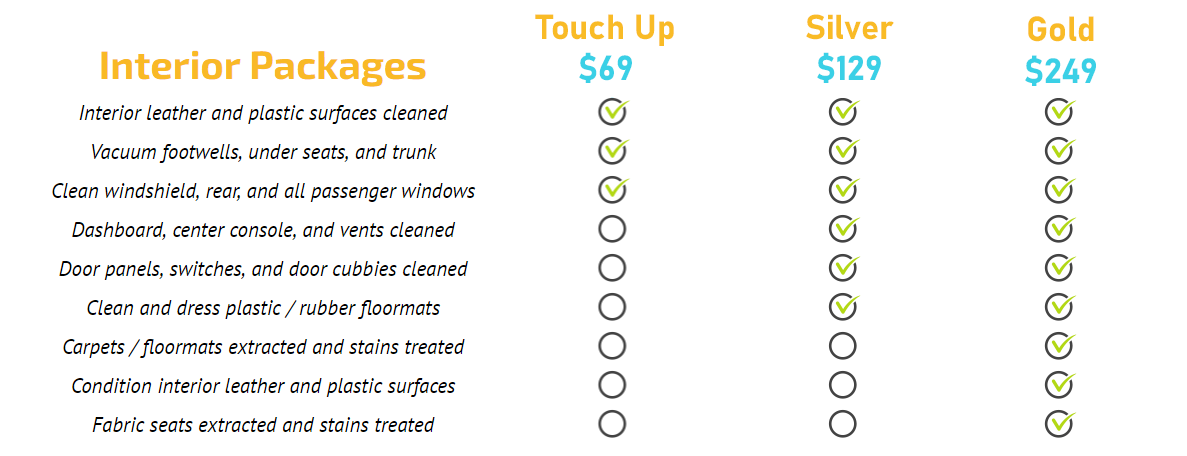 Touch Up Silver Gold
Interior Packages $69 $129 $249
Interior leather and plastic surfaces cleaned
Vacuum footwells, under seats, and trunk
Clean windshield, rear, and all passenger windows
Dashboard, center console, and vents cleaned
Door panels, switches, and door cubbies cleaned
Clean and dress plastic / rubber floormats
Carpets / floormats extracted and stains treated
Condition interior leather and plastic surfaces
Fabric seats extracted and stains treated